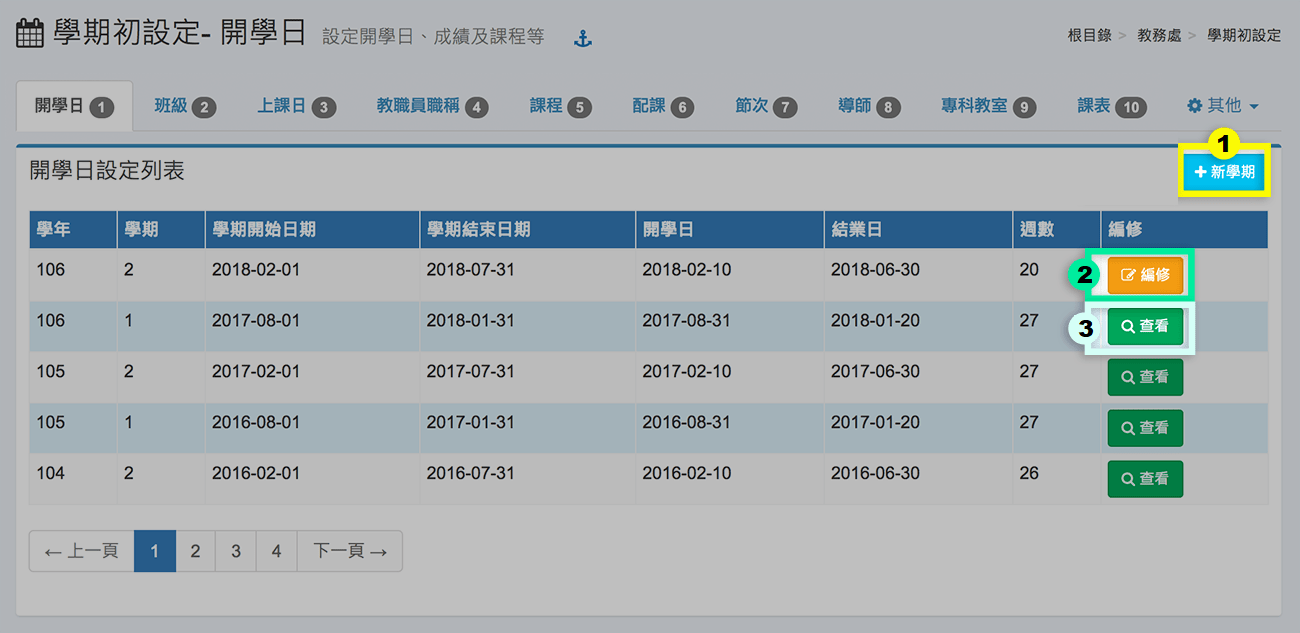 學期初設定- 開學日 設定開學日、成績及課程等
根目錄 > 教務處 > 學期初設定
開學日 1 班級 2 上課日 3 教職員職稱 4 課程 5 配課 6 節次 7 導師 8 專科教室 9 課表 10 其他
1
開學日設定列表 +新學期
學年 學期 學期開始日期 學期結束日期 開學日 結業日 週數 編修
106 2 2018-02-01 2018-07-31 2018-02-10 2018-06-30 20 2 編修
106 1 2017-08-01 2018-01-31 2017-08-31 2018-01-20 27 3 查看
105 2 2017-02-01 2017-07-31 2017-02-10 2017-06-30 27 查看
105 1 2016-08-01 2017-01-31 2016-08-31 2017-01-20 27 查看
104 2 2016-02-01 2016-07-31 2016-02-10 2016-06-30 26 查看
← 上一頁 1 2 3 4 下一頁 →